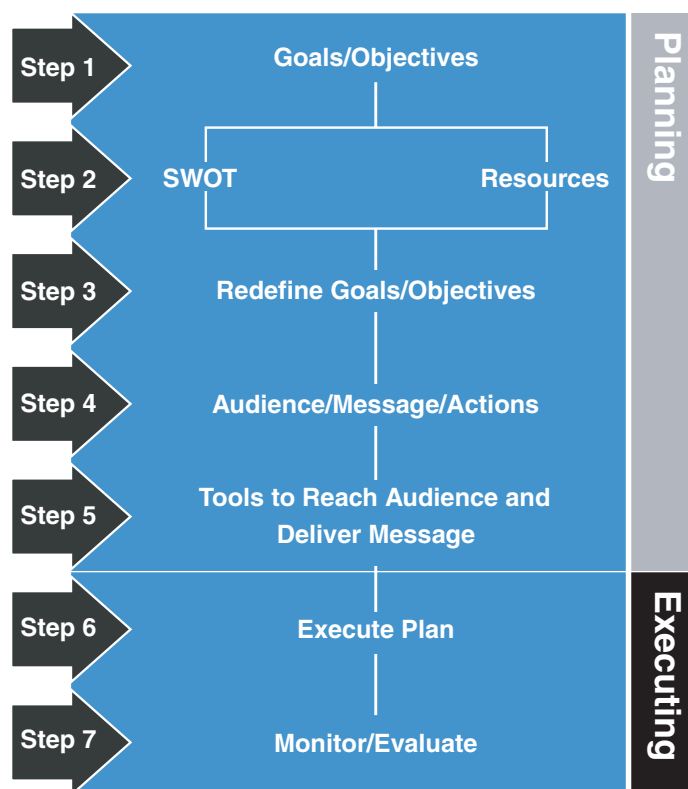 Step 1
Goals/Objectives
Planning
Step 2
SWOT
Resources
Step 3
Redefine Goals/Objectives
Step 4
Audience/Message/Actions
Step 5
Tools to Reach Audience and
Deliver Message
Step 6
Execute Plan
Executing
Step 7
Monitor/Evaluate